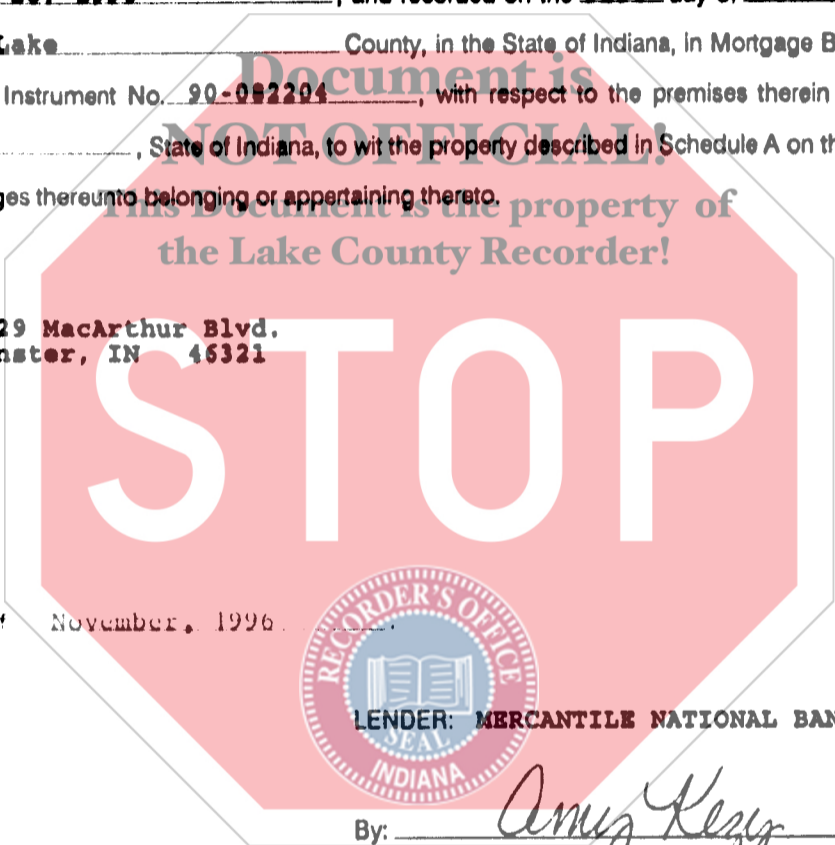 , and recorded on the day of
Lake County, in the State of Indiana, in Mortgage B
Instrument No. 90-082204, with respect to the premises therein
, State of Indiana, to wit the property described in Schedule A on th
ges thereunto belonging or appertaining thereto.
Document is
NOT OFFICIAL!
This Document is the property of
the Lake County Recorder!
29 MacArthur Blvd.
nster, IN 46321
STOP
November, 1996
RECORDER'S OFFICE
SEAL
INDIANA
LENDER: MERCANTILE NATIONAL BAN
By: Amy Kesy